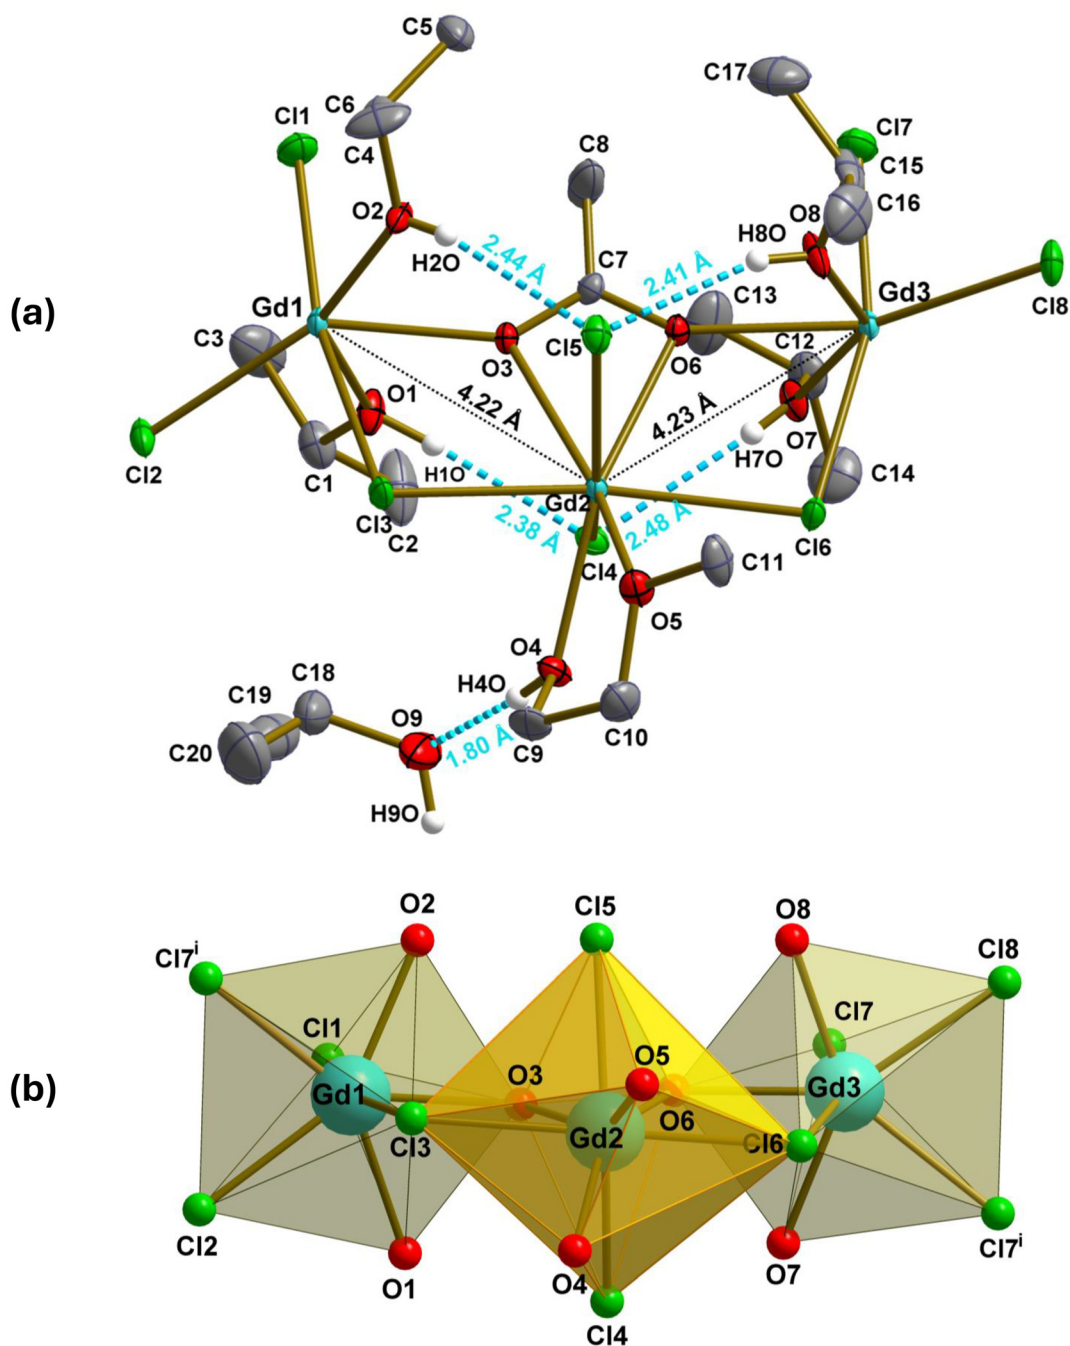 C5
C17
C6
Cl1
Cl7
C8
C4
C15
C16
O2
O8
H8O
H2O
2.44 Å
2.41 Å
C7
(a)
Gd1
Gd3
C13
Cl8
C3
Cl5
O3
O6
C12
O1
4.22 Å
4.23 Å
O7
Cl2
C1
H1O
H7O
C14
Cl3
Gd2
2.38 Å
2.48 Å
Cl6
C2
Cl4
C11
O5
O4
C18
H4O
C19
O9
C10
C20
1.80 Å
C9
H9O
O2
Cl5
O8
Cl7ⁱ
Cl8
Cl1
Cl7
(b)
O5
O3
Gd1
Gd3
O6
Cl3
Gd2
Cl6
Cl2
Cl7ⁱ
O1
O4
O7
Cl4